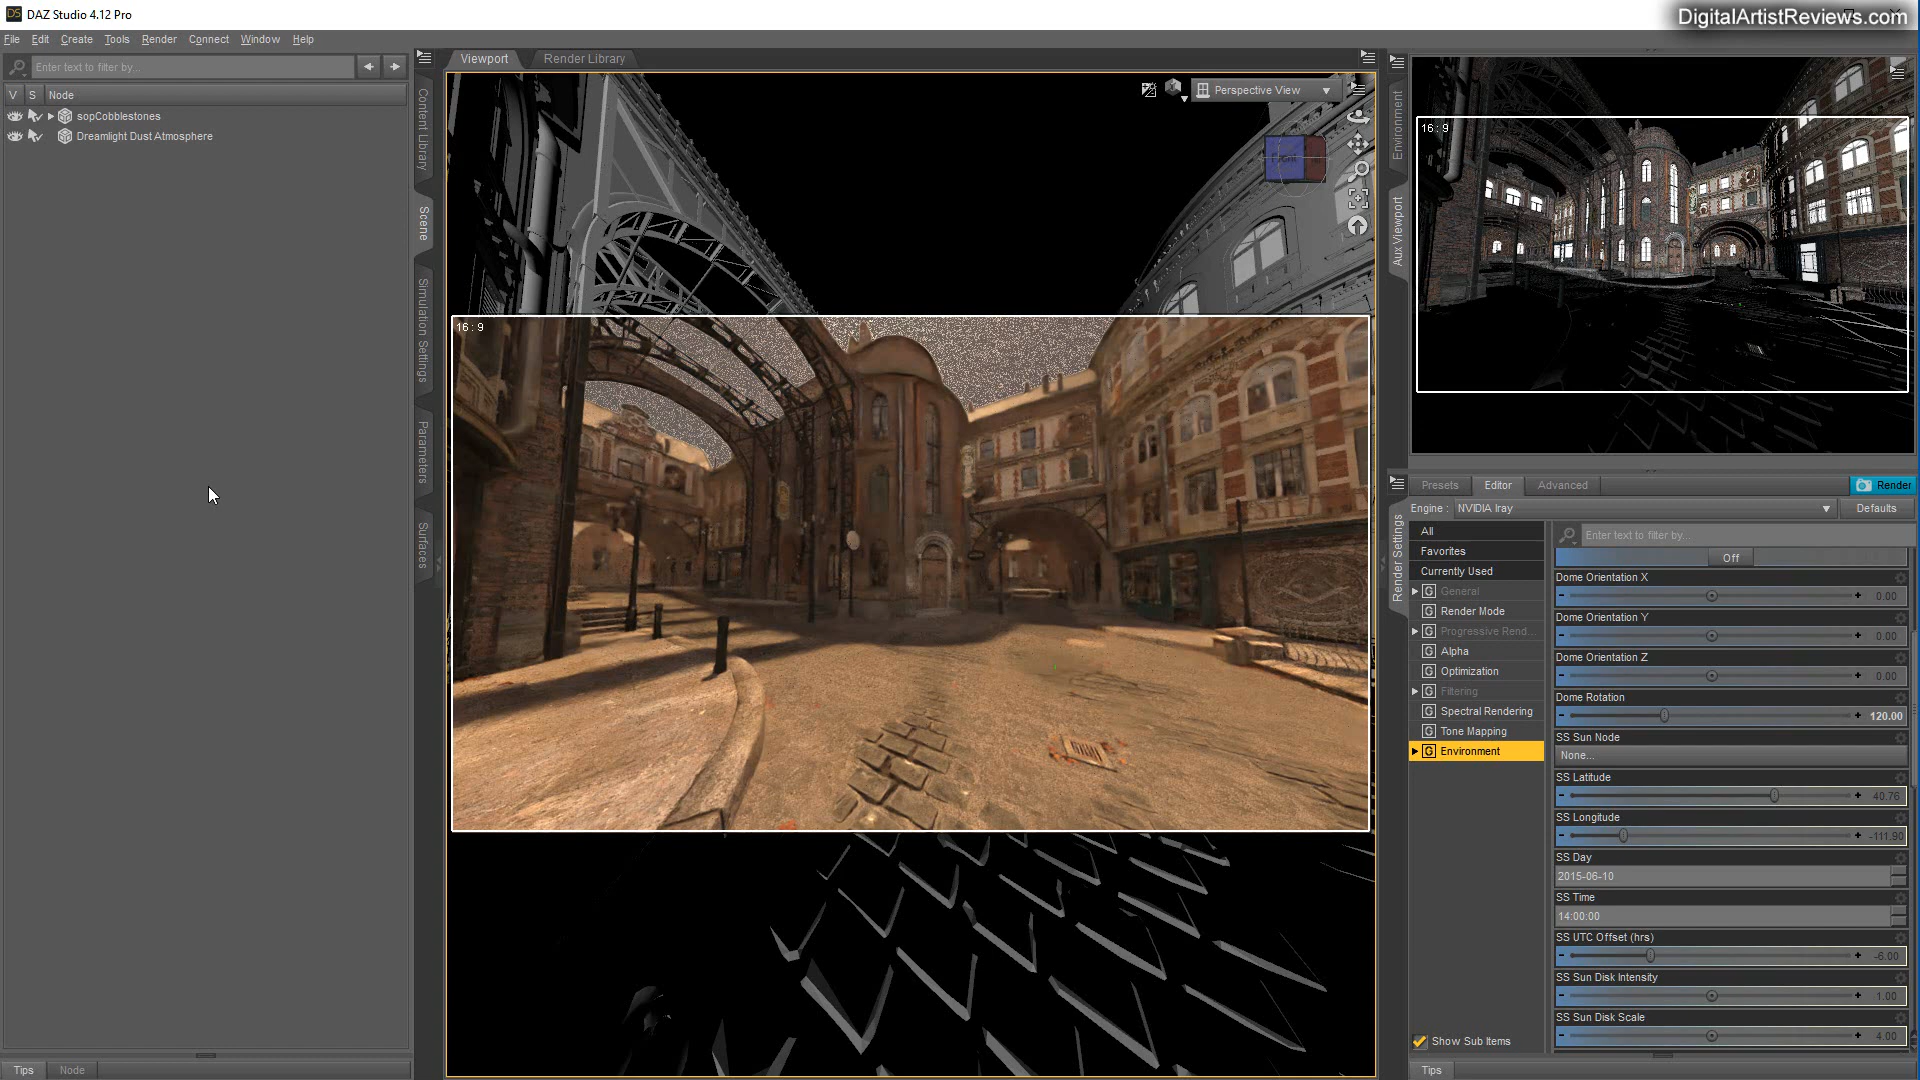 DS DAZ Studio 4.12 Pro
DigitalArtistReviews.com
File Edit Create Tools Render Connect Window Help
Enter text to filter by...
V S Node
sopCobblestones
Dreamlight Dust Atmosphere
Tips Node
Content Library
Scene
Simulation Settings
Parameters
Surfaces
Viewport Render Library
Perspective View
Front
16 : 9
Environment
Aux Viewport
16 : 9
Render Settings
Presets Editor Advanced Render
Engine : NVIDIA Iray Defaults
All
Favorites
Currently Used
G General
G Render Mode
G Progressive Rend...
G Alpha
G Optimization
G Filtering
G Spectral Rendering
G Tone Mapping
G Environment
Show Sub Items
Enter text to filter by...
Off
Dome Orientation X
0.00
Dome Orientation Y
0.00
Dome Orientation Z
0.00
Dome Rotation
120.00
SS Sun Node
None...
SS Latitude
40.76
SS Longitude
-111.90
SS Day
2015-06-10
SS Time
14:00:00
SS UTC Offset (hrs)
-6.00
SS Sun Disk Intensity
1.00
SS Sun Disk Scale
4.00
Tips